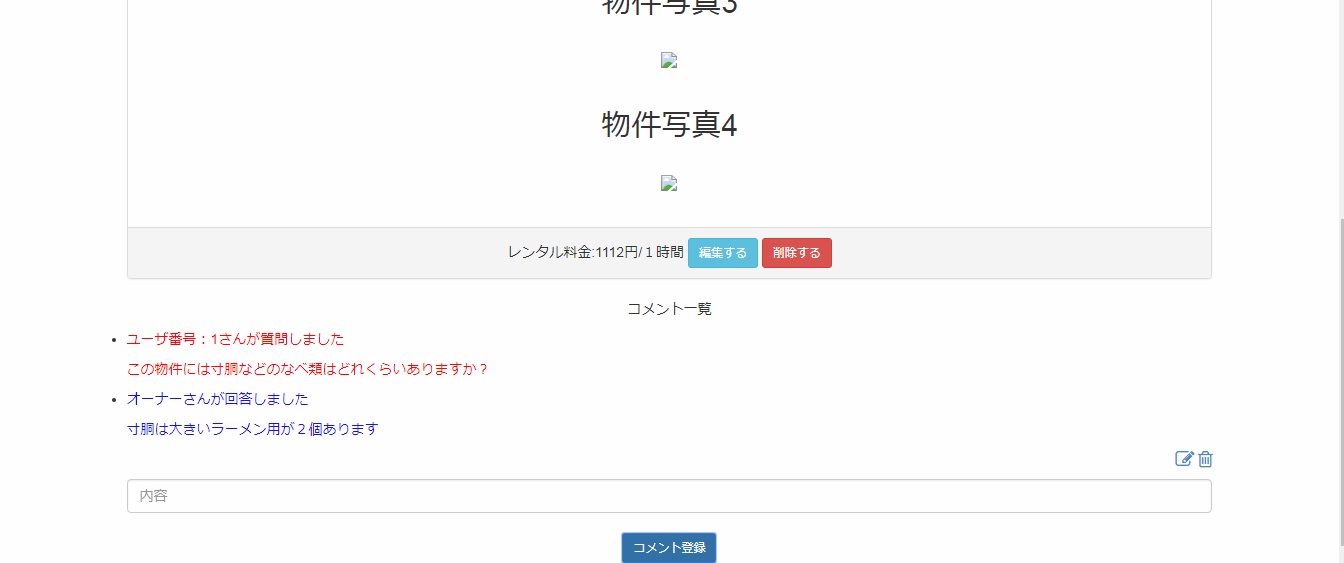 物件写真3
物件写真4
レンタル料金:1112円/１時間 編集する 削除する
コメント一覧
ユーザ番号：1さんが質問しました
この物件には寸胴などのなべ類はどれくらいありますか？
オーナーさんが回答しました
寸胴は大きいラーメン用が２個あります
内容
コメント登録